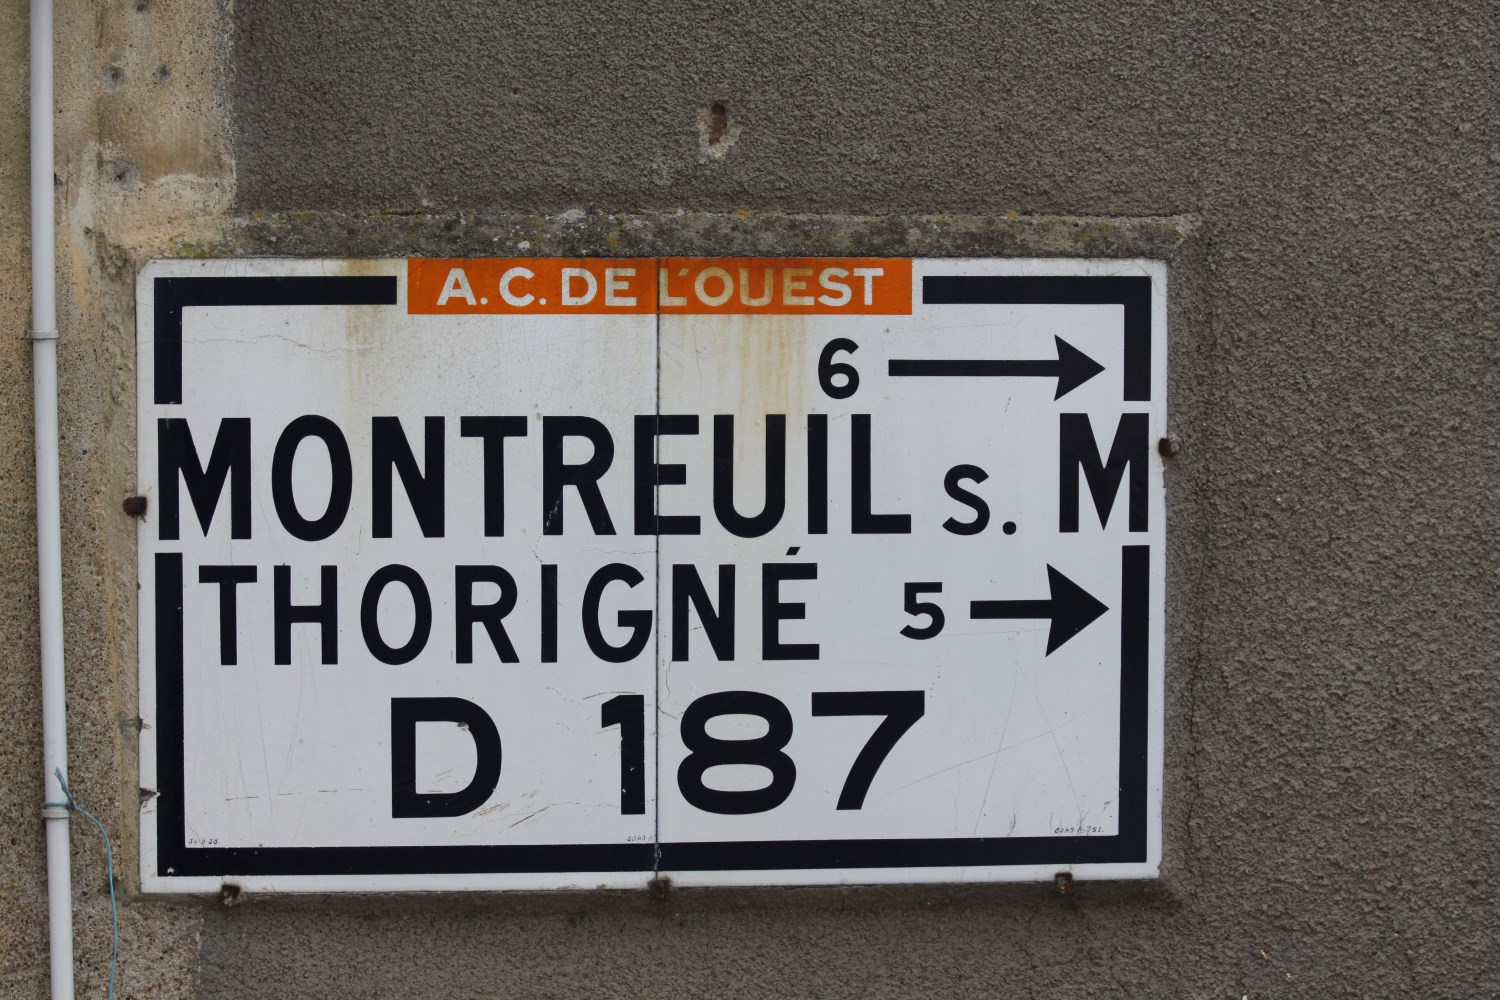 A. C. DE L'OUEST
6
MONTREUIL S. M
THORIGNÉ 5
D 187